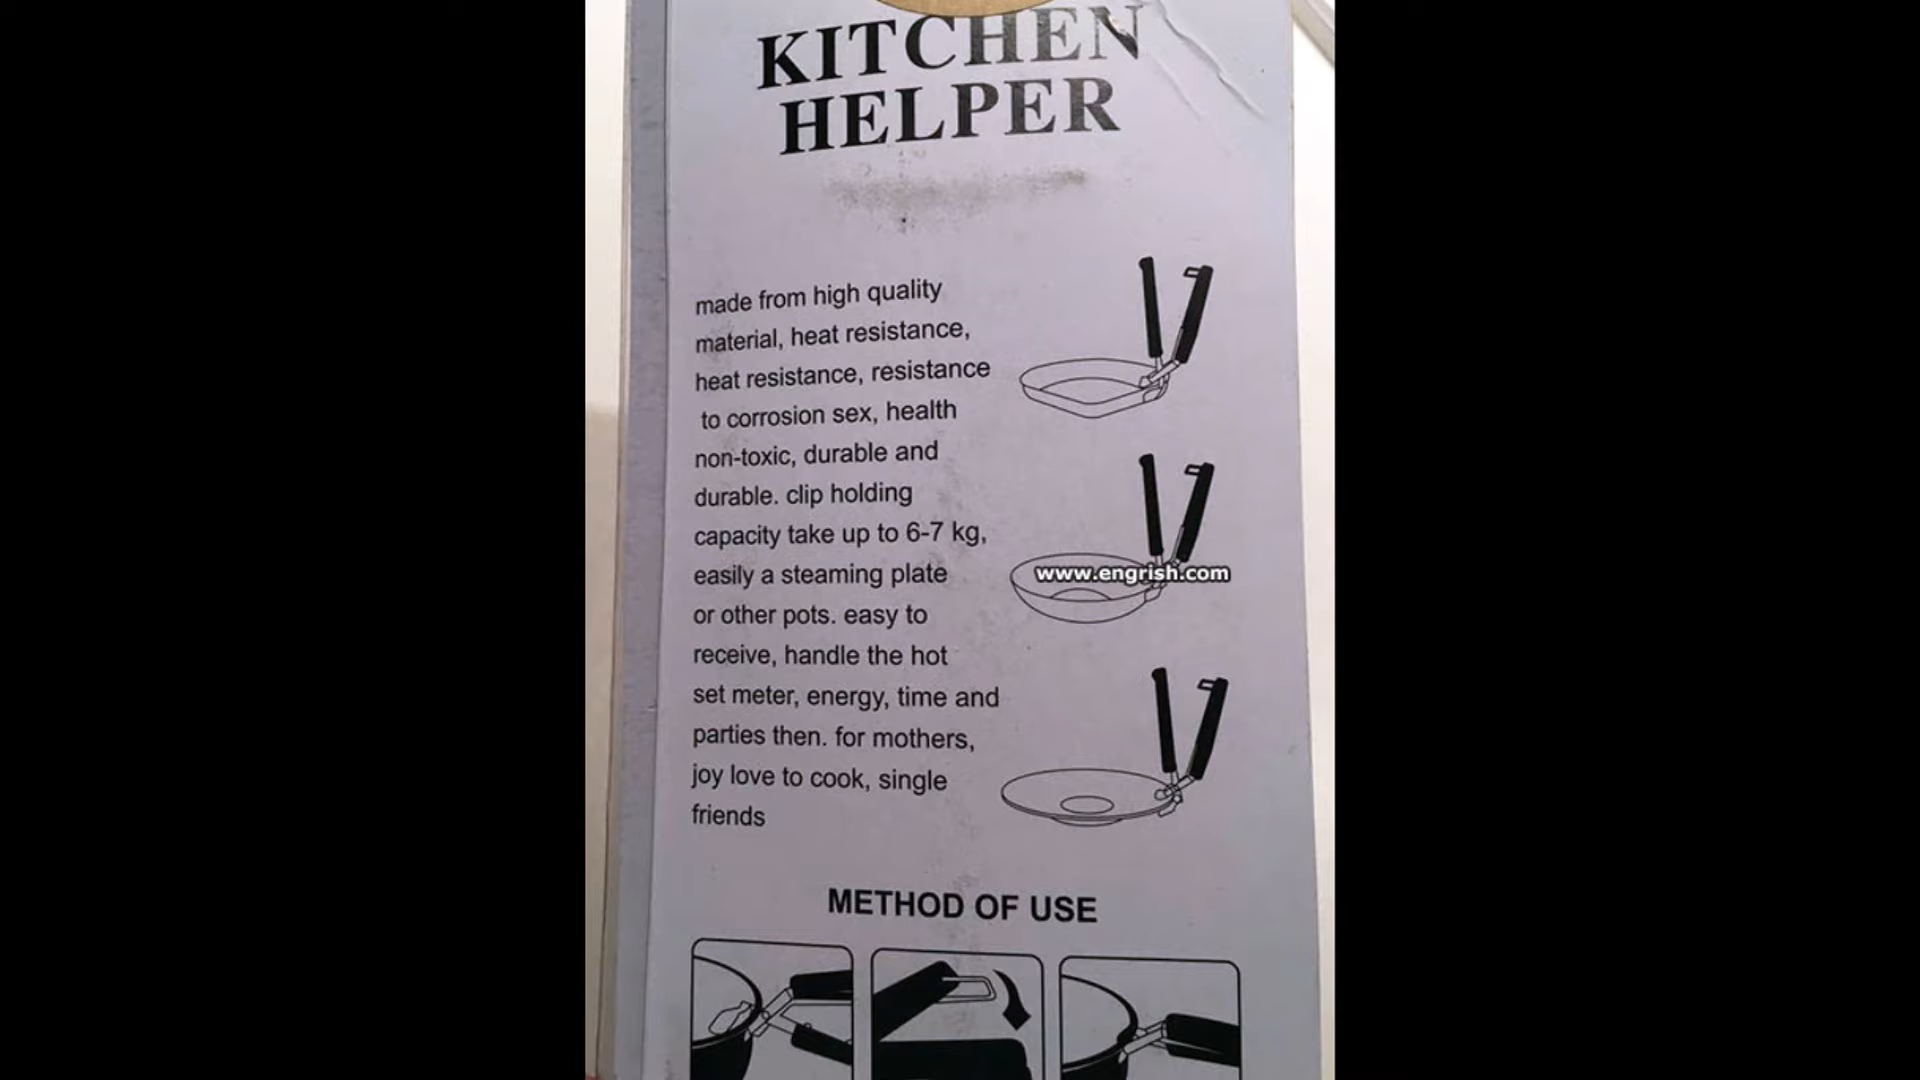 KITCHEN
HELPER
made from high quality
material, heat resistance,
heat resistance, resistance
to corrosion sex, health
non-toxic, durable and
durable. clip holding
capacity take up to 6-7 kg,
easily a steaming plate
or other pots. easy to
receive, handle the hot
set meter, energy, time and
parties then. for mothers,
joy love to cook, single
friends
www.engrish.com
METHOD OF USE